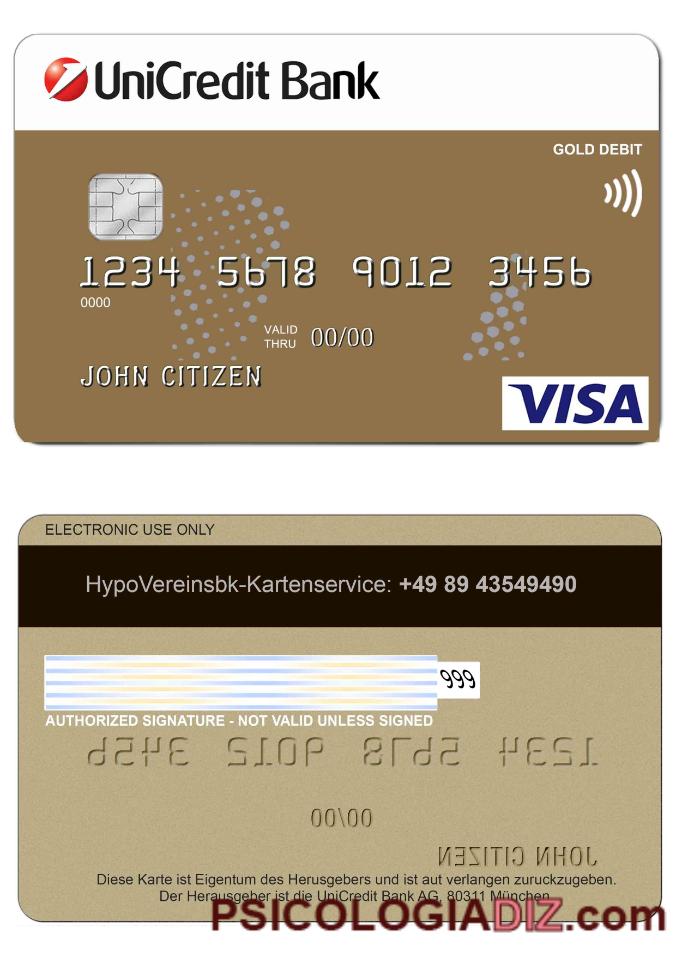 UniCredit Bank
GOLD DEBIT
1234 5678 9012 3456
0000
VALID
THRU 00/00
JOHN CITIZEN
VISA
ELECTRONIC USE ONLY
HypoVereinsbk-Kartenservice: +49 89 43549490
999
AUTHORIZED SIGNATURE - NOT VALID UNLESS SIGNED
1234 5678 9012 3456
00/00
JOHN CITIZEN
Diese Karte ist Eigentum des Herusgebers und ist aut verlangen zuruckzugeben.
Der Herausgeber ist die UniCredit Bank AG, 80311 München
PSICOLOGIADIZ.com